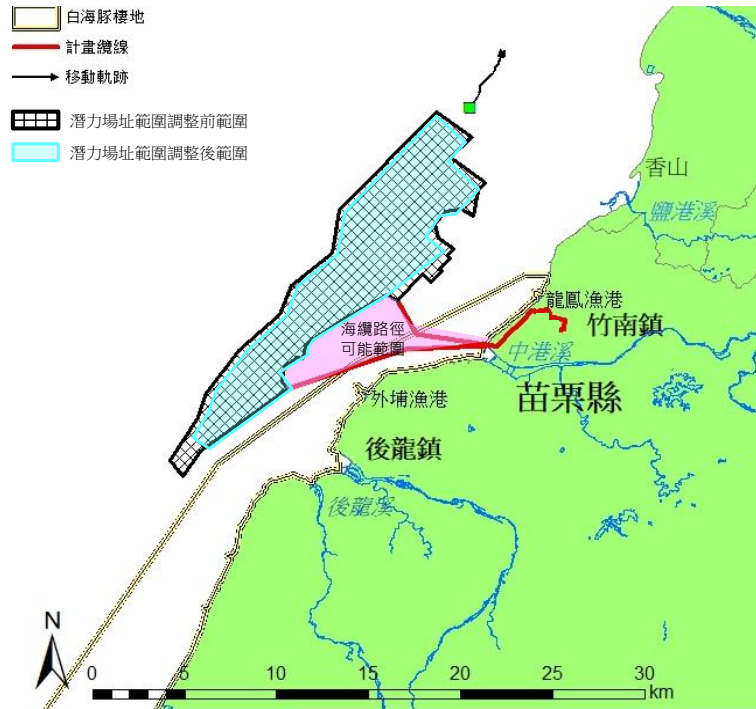 白海豚棲地
計畫纜線
移動軌跡
潛力場址範圍調整前範圍
潛力場址範圍調整後範圍
香山
鹽港溪
龍鳳漁港
竹南鎮
海纜路徑
可能範圍
中港溪
苗栗縣
外埔漁港
後龍鎮
後龍溪
N
0 5 10 15 20 25 30
km